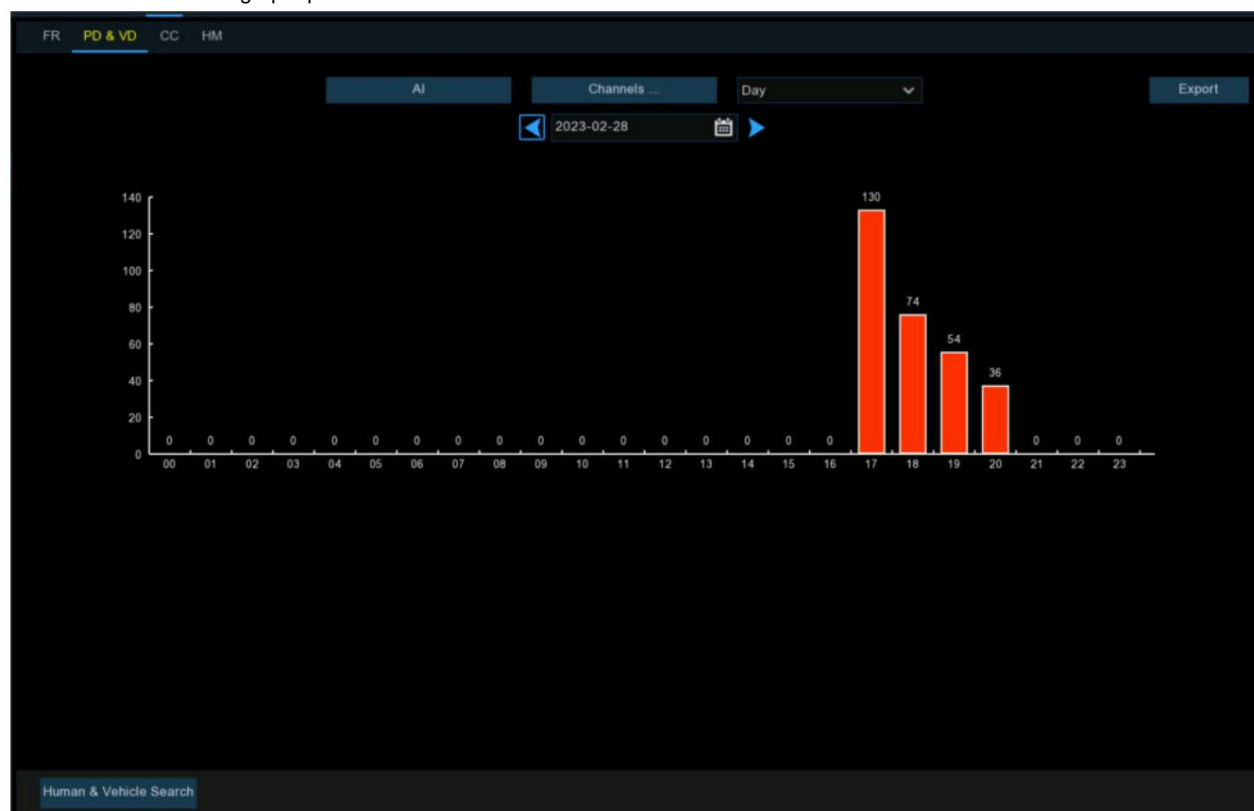 FR PD & VD CC HM
AI Channels ... Day Export
2023-02-28
140 130
120
100
80 74
60 54
40 36
20
0 0 0 0 0 0 0 0 0 0 0 0 0 0 0 0 0 0 0 0
0
00 01 02 03 04 05 06 07 08 09 10 11 12 13 14 15 16 17 18 19 20 21 22 23
Human & Vehicle Search